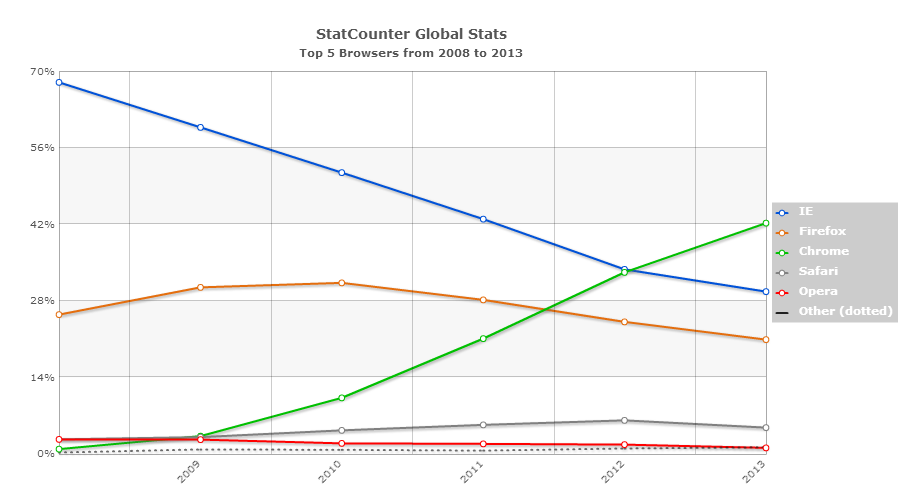 StatCounter Global Stats
Top 5 Browsers from 2008 to 2013
70%
56%
42%
28%
14%
0%
2009
2010
2011
2012
2013
IE
Firefox
Chrome
Safari
Opera
Other (dotted)